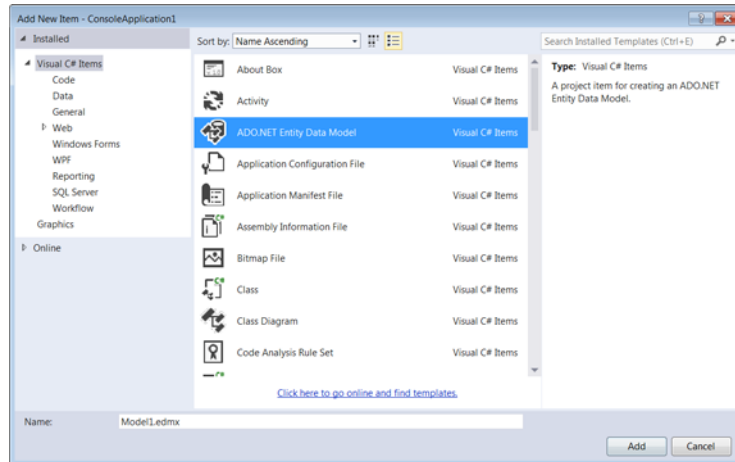 Add New Item - ConsoleApplication1
Installed
Sort by: Name Ascending
Search Installed Templates (Ctrl+E)
Visual C# Items
Code
Data
General
Web
Windows Forms
WPF
Reporting
SQL Server
Workflow
Graphics
Online
About Box Visual C# Items
Activity Visual C# Items
ADO.NET Entity Data Model Visual C# Items
Application Configuration File Visual C# Items
Application Manifest File Visual C# Items
Assembly Information File Visual C# Items
Bitmap File Visual C# Items
Class Visual C# Items
Class Diagram Visual C# Items
Code Analysis Rule Set Visual C# Items
Click here to go online and find templates.
Type: Visual C# Items
A project item for creating an ADO.NET
Entity Data Model.
Name: Model1.edmx
Add Cancel